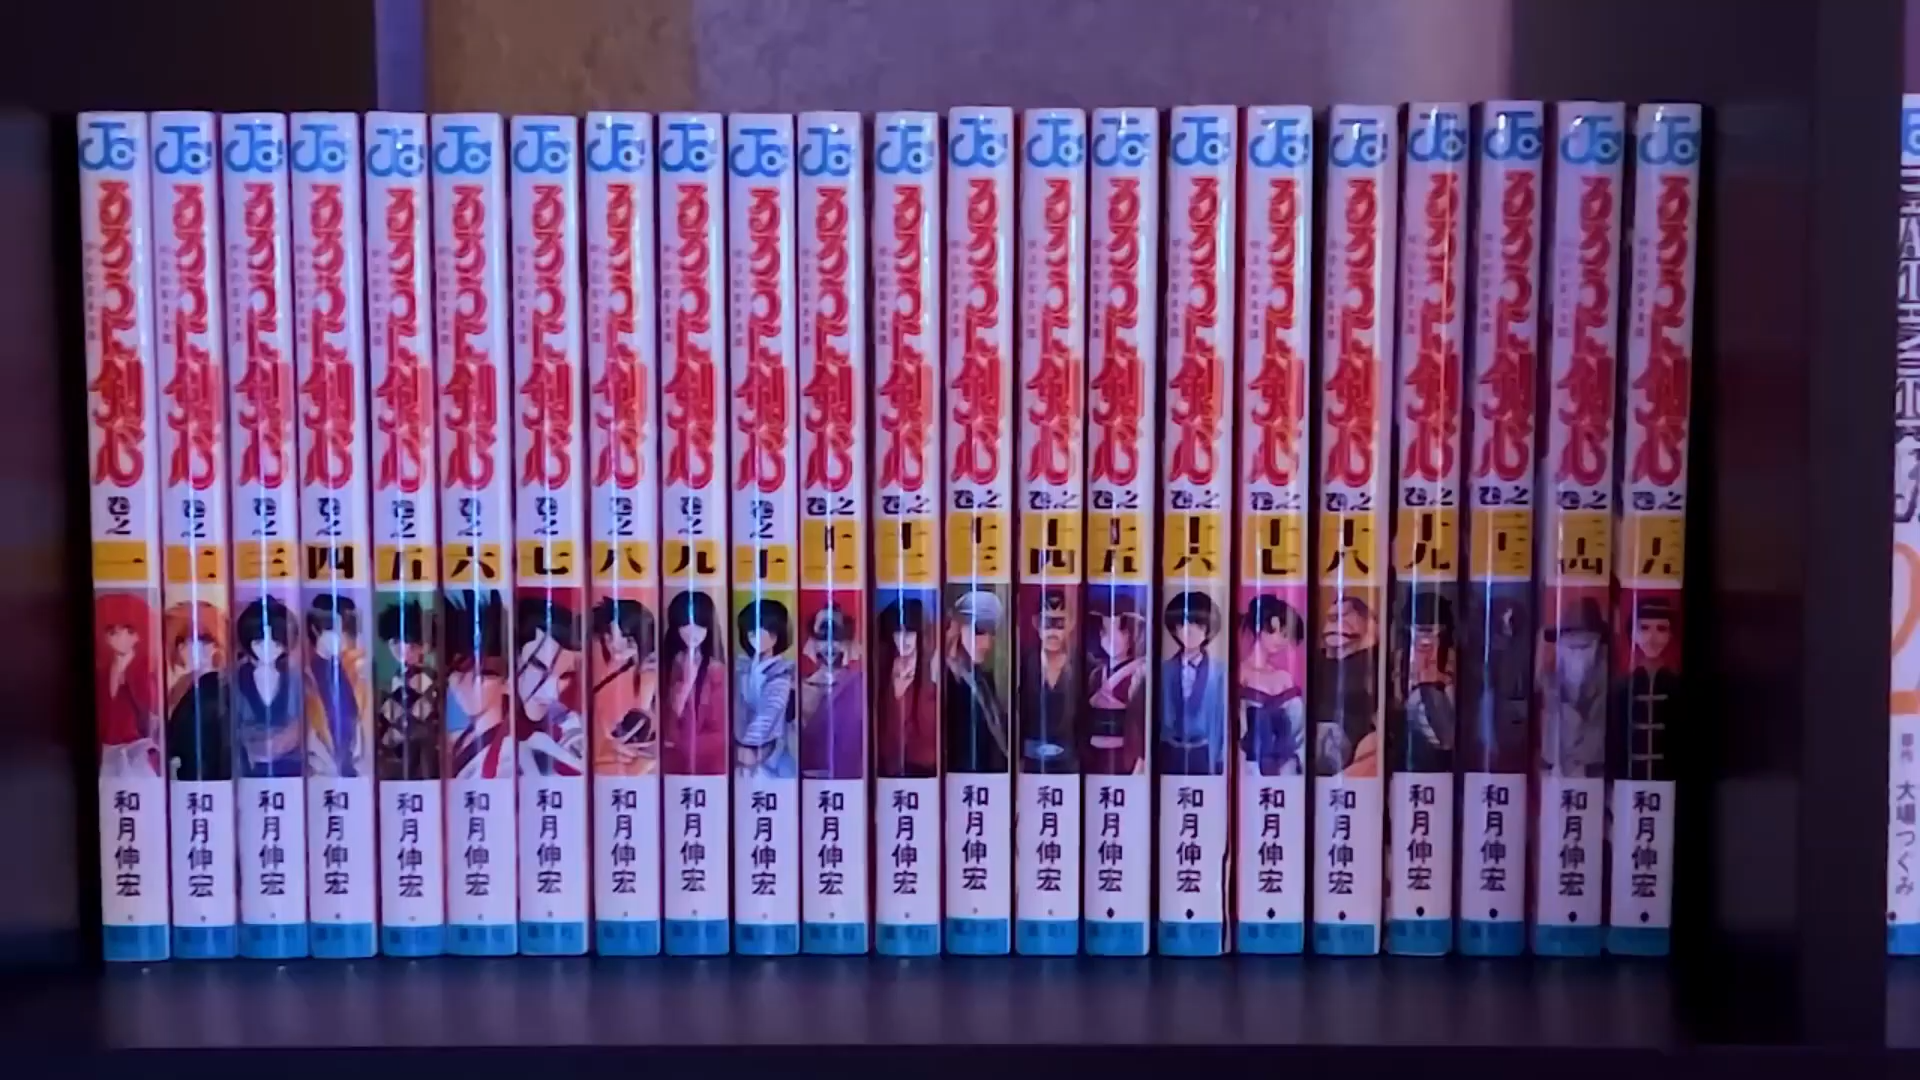 るろうに剣心 巻之一 和月伸宏
るろうに剣心 巻之二 和月伸宏
るろうに剣心 巻之三 和月伸宏
るろうに剣心 巻之四 和月伸宏
るろうに剣心 巻之五 和月伸宏
るろうに剣心 巻之六 和月伸宏
るろうに剣心 巻之七 和月伸宏
るろうに剣心 巻之八 和月伸宏
るろうに剣心 巻之九 和月伸宏
るろうに剣心 巻之十 和月伸宏
るろうに剣心 巻之十一 和月伸宏
るろうに剣心 巻之十二 和月伸宏
るろうに剣心 巻之十三 和月伸宏
るろうに剣心 巻之十四 和月伸宏
るろうに剣心 巻之十五 和月伸宏
るろうに剣心 巻之十六 和月伸宏
るろうに剣心 巻之十七 和月伸宏
るろうに剣心 巻之十八 和月伸宏
るろうに剣心 巻之十九 和月伸宏
るろうに剣心 巻之 和月伸宏
るろうに剣心 巻之 和月伸宏
るろうに剣心 巻之 和月伸宏
大場つぐみ